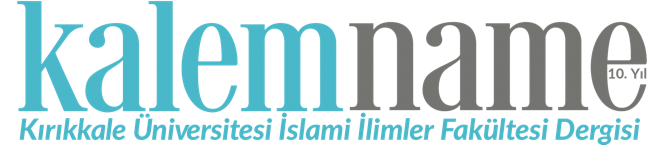 kalemname
10. Yıl
Kırıkkale Üniversitesi İslami İlimler Fakültesi Dergisi